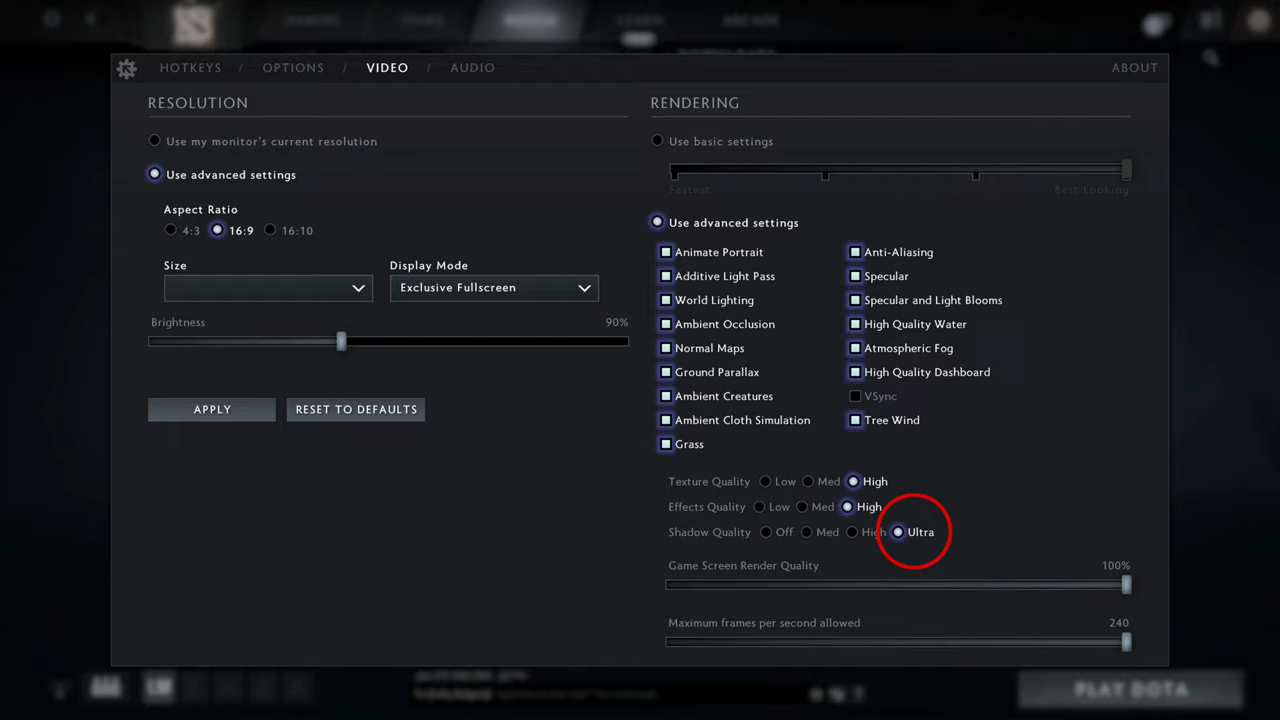 HOTKEYS / OPTIONS / VIDEO / AUDIO ABOUT
RESOLUTION
Use my monitor's current resolution
Use advanced settings
Aspect Ratio
4:3 16:9 16:10
Size Display Mode
Exclusive Fullscreen
Brightness 90%
APPLY RESET TO DEFAULTS
RENDERING
Use basic settings
Fastest Best Looking
Use advanced settings
Animate Portrait Anti-Aliasing
Additive Light Pass Specular
World Lighting Specular and Light Blooms
Ambient Occlusion High Quality Water
Normal Maps Atmospheric Fog
Ground Parallax High Quality Dashboard
Ambient Creatures VSync
Ambient Cloth Simulation Tree Wind
Grass
Texture Quality Low Med High
Effects Quality Low Med High
Shadow Quality Off Med High Ultra
Game Screen Render Quality 100%
Maximum frames per second allowed 240
PLAY DOTA